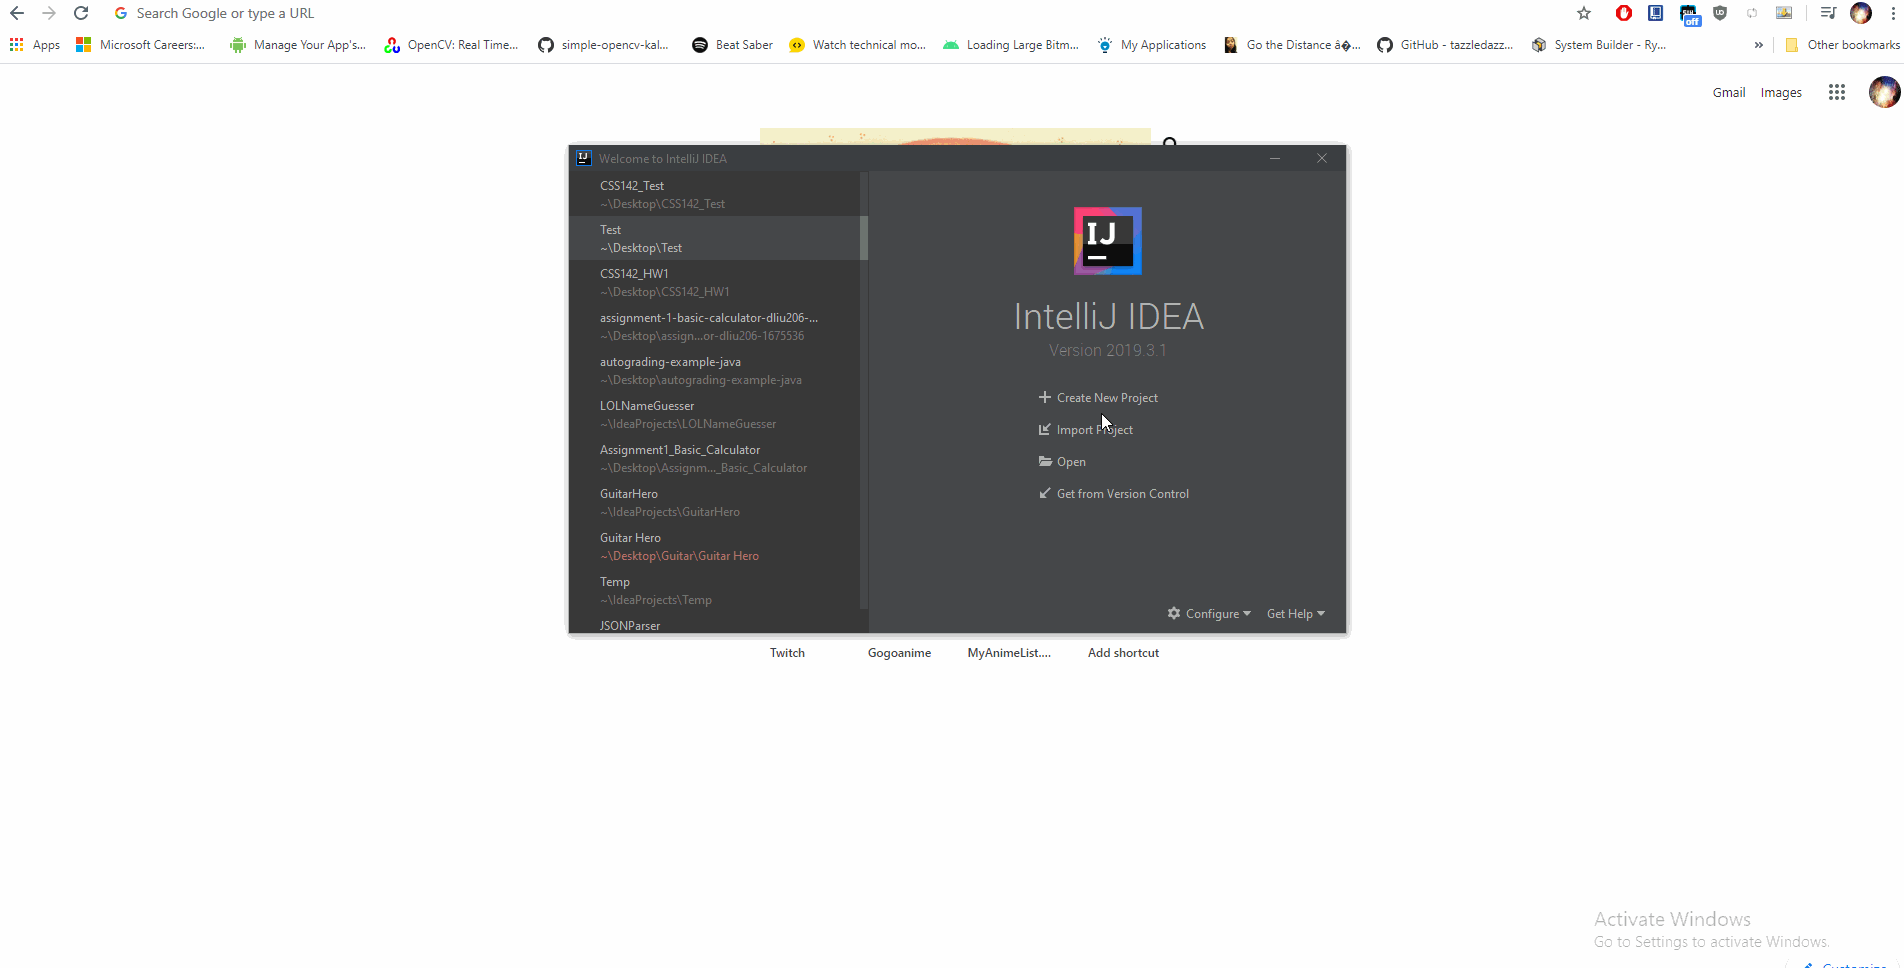 Search Google or type a URL
off
Apps
Microsoft Careers:...
Manage Your App's...
OpenCV: Real Time...
simple-opencv-kal...
Beat Saber
Watch technical mo...
Loading Large Bitm...
My Applications
Go the Distance â�...
GitHub - tazzledazz...
System Builder - Ry...
»
Other bookmarks
Gmail
Images
IJ
Welcome to IntelliJ IDEA
CSS142_Test
~\Desktop\CSS142_Test
Test
~\Desktop\Test
CSS142_HW1
~\Desktop\CSS142_HW1
assignment-1-basic-calculator-dliu206-...
~\Desktop\assign...or-dliu206-1675536
autograding-example-java
~\Desktop\autograding-example-java
LOLNameGuesser
~\IdeaProjects\LOLNameGuesser
Assignment1_Basic_Calculator
~\Desktop\Assignm..._Basic_Calculator
GuitarHero
~\IdeaProjects\GuitarHero
Guitar Hero
~\Desktop\Guitar\Guitar Hero
Temp
~\IdeaProjects\Temp
JSONParser
IJ
IntelliJ IDEA
Version 2019.3.1
Create New Project
Import Project
Open
Get from Version Control
Configure
Get Help
Twitch
Gogoanime
MyAnimeList....
Add shortcut
Activate Windows
Go to Settings to activate Windows.
Customize